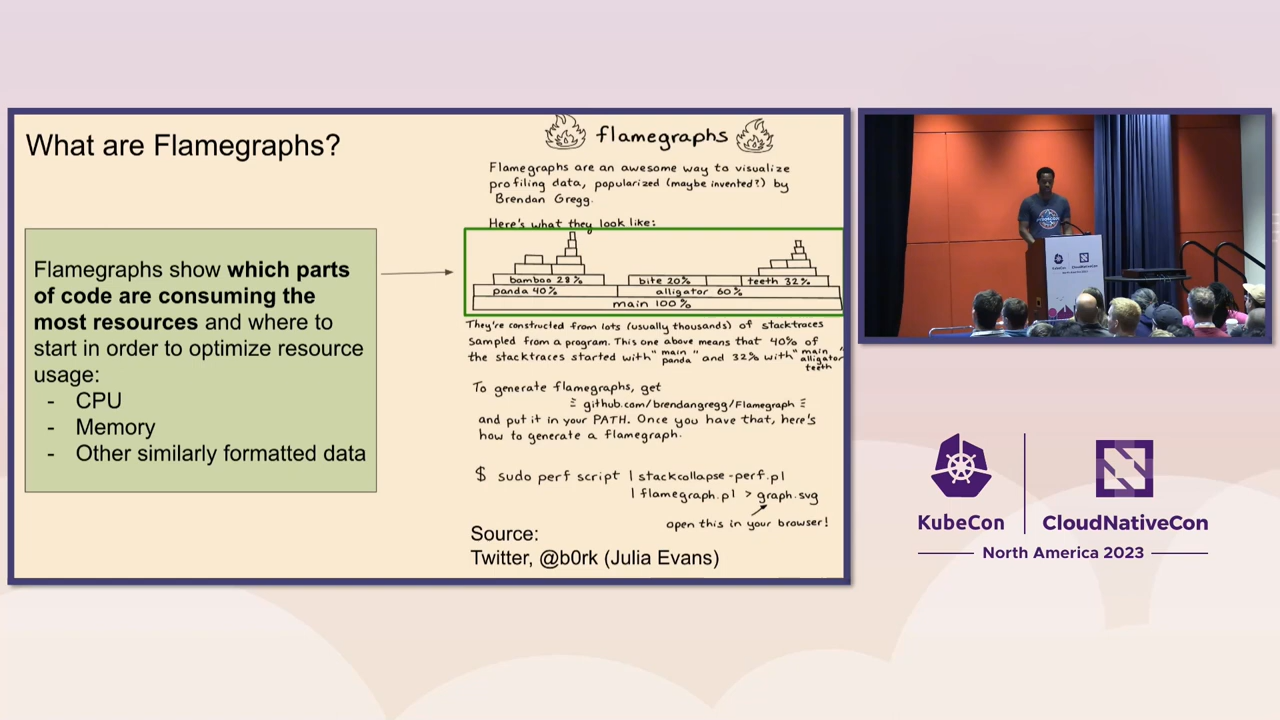 What are Flamegraphs?
Flamegraphs show which parts
of code are consuming the
most resources and where to
start in order to optimize resource
usage:
- CPU
- Memory
- Other similarly formatted data
flamegraphs
Flamegraphs are an awesome way to visualize
profiling data, popularized (maybe invented?) by
Brendan Gregg.
Here's what they look like:
bamboo 28% bite 20% teeth 32%
panda 40% alligator 60%
main 100%
They're constructed from lots (usually thousands) of stacktraces
sampled from a program. This one above means that 40% of
the stacktraces started with "main panda" and 32% with "main alligator teeth"
To generate flamegraphs, get
github.com/brendangregg/Flamegraph
and put it in your PATH. Once you have that, here's
how to generate a flamegraph.
$ sudo perf script | stackcollapse-perf.pl
| flamegraph.pl > graph.svg
open this in your browser!
Source:
Twitter, @b0rk (Julia Evans)
KubeCon CloudNativeCon
North America 2023